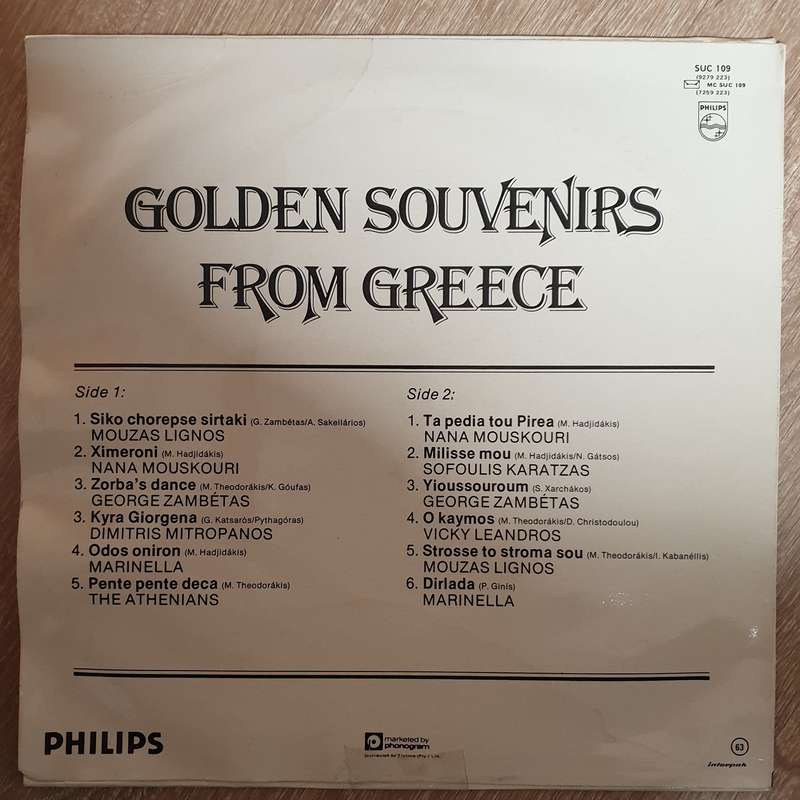 SUC 109
(9279 223)
MC SUC 109
(7259 223)
PHILIPS
GOLDEN SOUVENIRS
FROM GREECE
Side 1:
1. Siko chorepse sirtaki (G. Zambétas/A. Sakellários)
MOUZAS LIGNOS
2. Ximeroni (M. Hadjidákis)
NANA MOUSKOURI
3. Zorba's dance (M. Theodorákis/K. Góufas)
GEORGE ZAMBÉTAS
3. Kyra Giorgena (G. Katsaròs/Pythagóras)
DIMITRIS MITROPANOS
4. Odos oniron (M. Hadjidákis)
MARINELLA
5. Pente pente deca (M. Theodorákis)
THE ATHENIANS
Side 2:
1. Ta pedia tou Pirea (M. Hadjidákis)
NANA MOUSKOURI
2. Milisse mou (M. Hadjidákis/N. Gátsos)
SOFOULIS KARATZAS
3. Yioussouroum (S. Xarchákos)
GEORGE ZAMBÉTAS
4. O kaymos (M. Theodorákis/D. Christodoulou)
VICKY LEANDROS
5. Strosse to stroma sou (M. Theodorákis/I. Kabanéllis)
MOUZAS LIGNOS
6. Dirlada (P. Ginis)
MARINELLA
PHILIPS
marketed by
phonogram
63
interpak